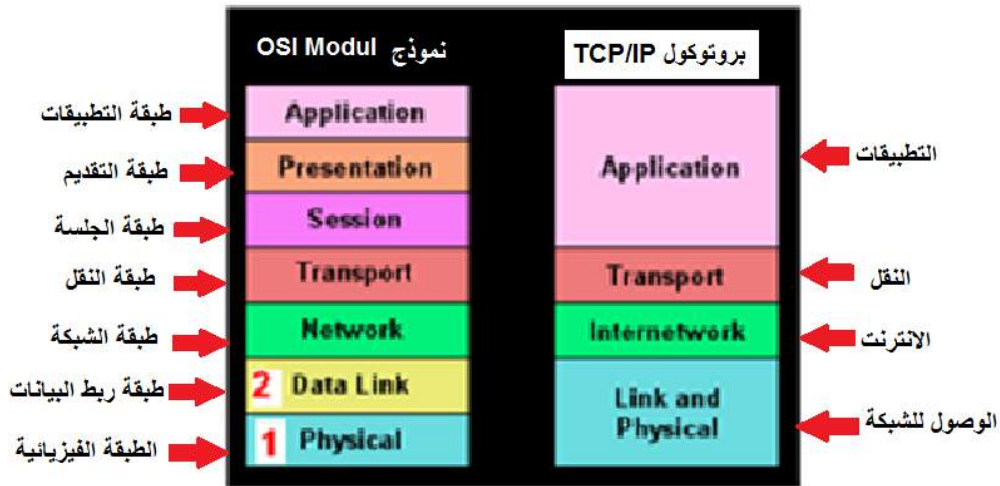 نموذج OSI Modul
بروتوكول TCP/IP
طبقة التطبيقات
Application
طبقة التقديم
Presentation
طبقة الجلسة
Session
Application
التطبيقات
طبقة النقل
Transport
Transport
النقل
طبقة الشبكة
Network
Internetwork
الانترنت
طبقة ربط البيانات
2 Data Link
الطبقة الفيزيائية
1 Physical
Link and
Physical
الوصول للشبكة